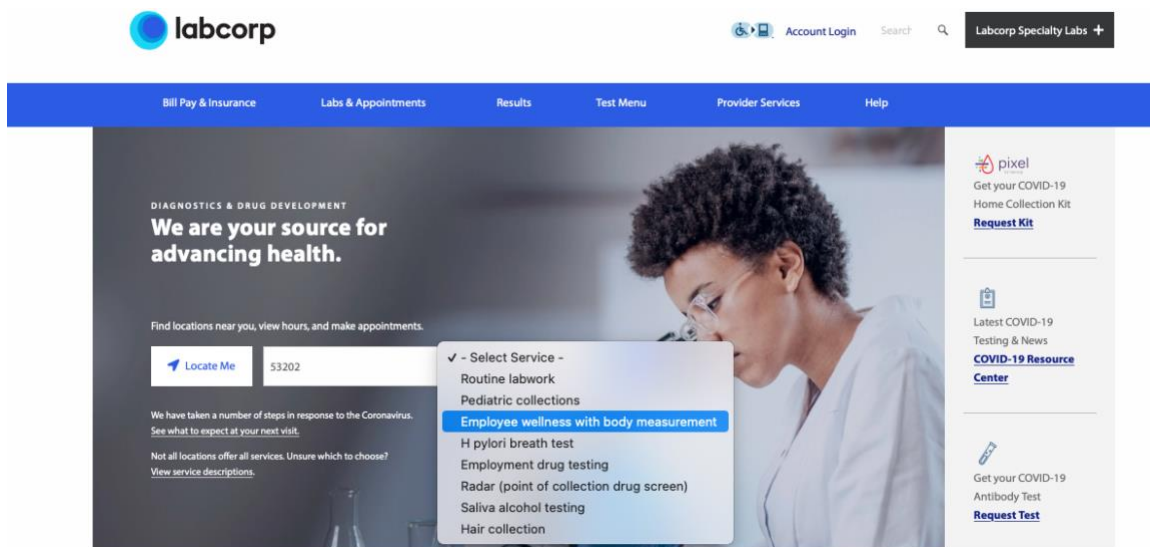 labcorp
Account Login
Search
Labcorp Specialty Labs +
Bill Pay & Insurance
Labs & Appointments
Results
Test Menu
Provider Services
Help
DIAGNOSTICS & DRUG DEVELOPMENT
We are your source for
advancing health.
Find locations near you, view hours, and make appointments.
Locate Me
53202
✓ - Select Service -
Routine labwork
Pediatric collections
Employee wellness with body measurement
H pylori breath test
Employment drug testing
Radar (point of collection drug screen)
Saliva alcohol testing
Hair collection
We have taken a number of steps in response to the Coronavirus.
See what to expect at your next visit.
Not all locations offer all services. Unsure which to choose?
View service descriptions.
pixel
Get your COVID-19
Home Collection Kit
Request Kit
Latest COVID-19
Testing & News
COVID-19 Resource
Center
Get your COVID-19
Antibody Test
Request Test